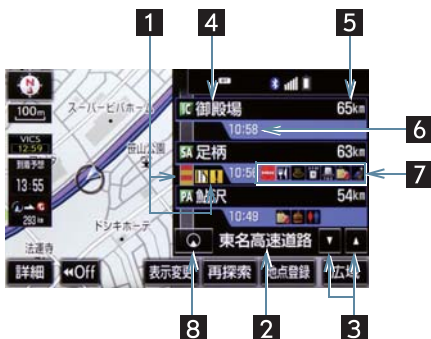 1
4
5
100m
スーパービバホーム
IC 御殿場 65km
10:58
6
VICS
12:59
笹山公園
SA 足柄 63km
到着予想
13:55
10:56
7
PA 鮎沢 54km
293km
ドンキホーテ
10:49
法蓮寺
東名高速道路 ▼ ▲
詳細 ◀◀Off 表示変更 再探索 地点登録 広域
8
2
3